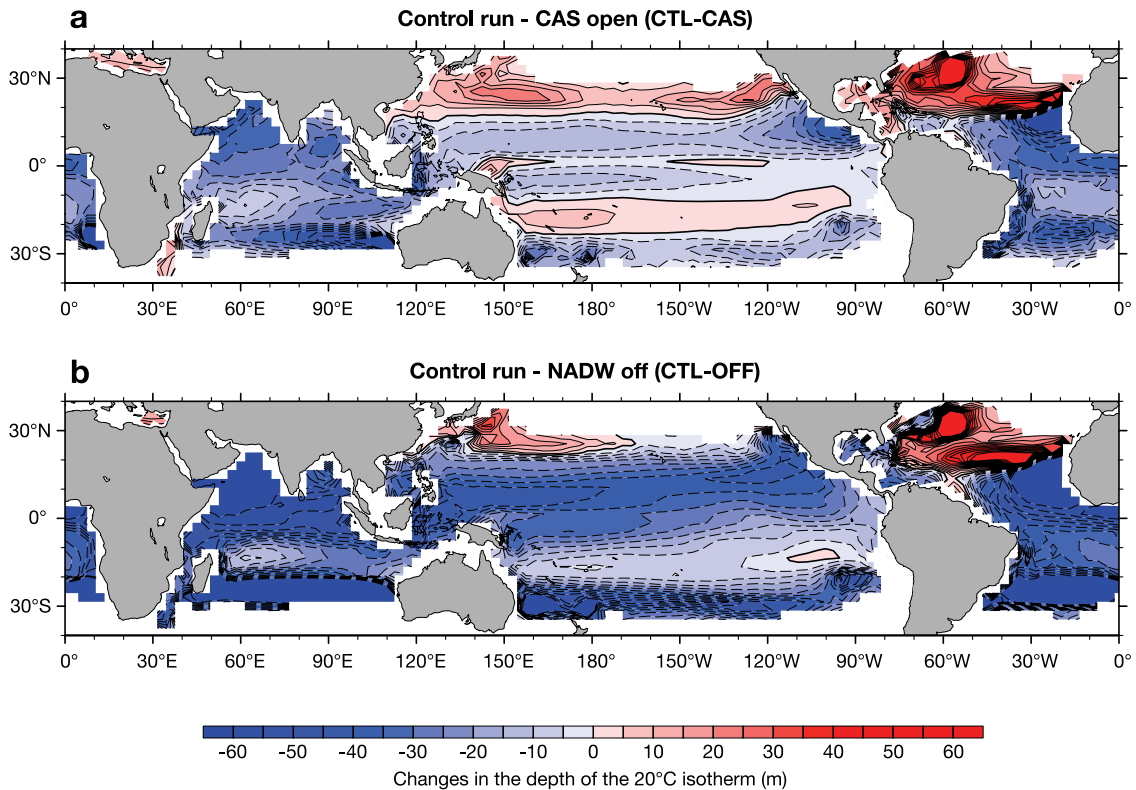 a
Control run - CAS open (CTL-CAS)
30°N
0°
30°S
0° 30°E 60°E 90°E 120°E 150°E 180° 150°W 120°W 90°W 60°W 30°W 0°
b
Control run - NADW off (CTL-OFF)
30°N
0°
30°S
0° 30°E 60°E 90°E 120°E 150°E 180° 150°W 120°W 90°W 60°W 30°W 0°
-60 -50 -40 -30 -20 -10 0 10 20 30 40 50 60
Changes in the depth of the 20°C isotherm (m)